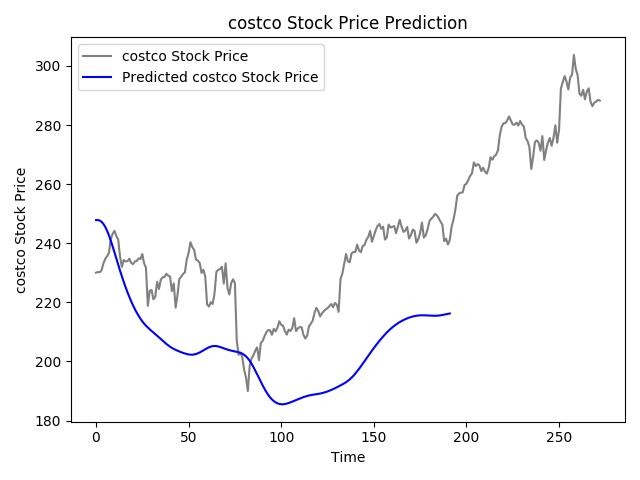 costco Stock Price Prediction
costco Stock Price
Predicted costco Stock Price
costco Stock Price
300
280
260
240
220
200
180
0
50
100
150
200
250
Time